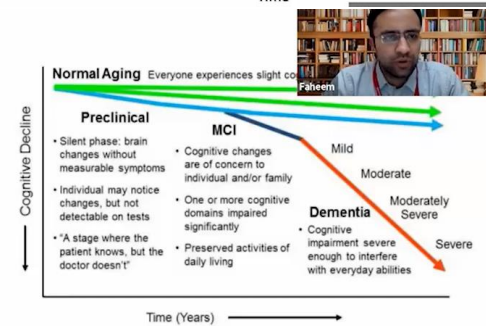 Faheem
Normal Aging Everyone experiences slight
Preclinical
• Silent phase: brain
changes without
measurable symptoms
• Individual may notice
changes, but not
detectable on tests
• "A stage where the
patient knows, but the
doctor doesn't"
MCI
• Cognitive changes
are of concern to
individual and/or family
• One or more cognitive
domains impaired
significantly
• Preserved activities of
daily living
Mild
Moderate
Moderately
Severe
Severe
Dementia
• Cognitive
impairment severe
enough to interfere
with everyday abilities
Cognitive Decline
Time (Years)